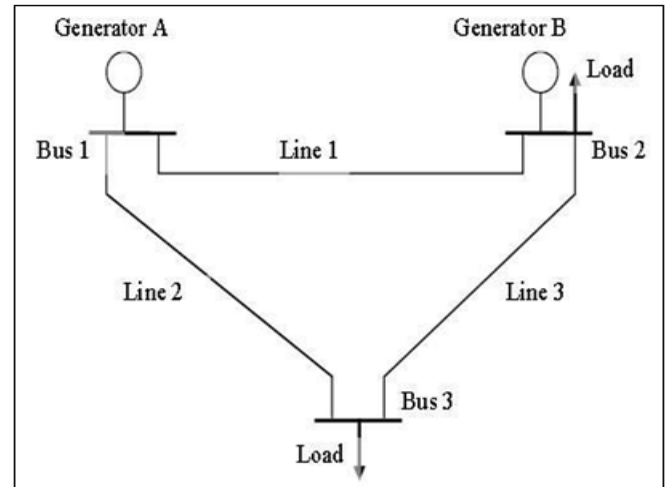 Generator A
Generator B
Load
Bus 1
Line 1
Bus 2
Line 2
Line 3
Bus 3
Load